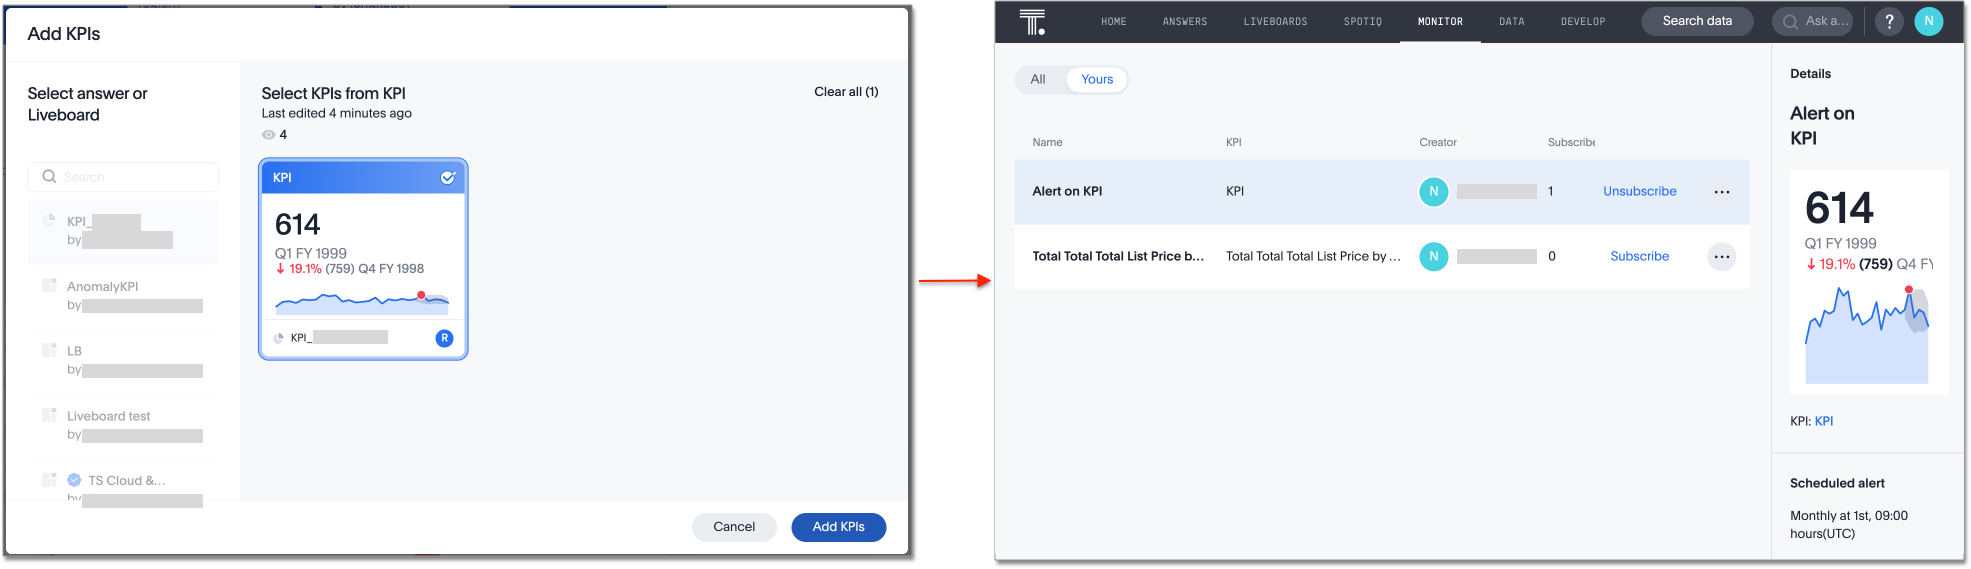 Add KPIs
Select answer or
Liveboard
Search
KPI_
by
AnomalyKPI
by
LB
by
Liveboard test
by
TS Cloud &...
by
Select KPIs from KPI
Last edited 4 minutes ago
4
Clear all (1)
KPI
614
Q1 FY 1999
↓ 19.1% (759) Q4 FY 1998
KPI_
R
Cancel
Add KPIs
T.
HOME
ANSWERS
LIVEBOARDS
SPOTIQ
MONITOR
DATA
DEVELOP
Search data
Ask a...
?
N
All
Yours
Name
KPI
Creator
Subscribe
Alert on KPI
KPI
N
1
Unsubscribe
...
Total Total Total List Price b...
Total Total Total List Price by ...
N
0
Subscribe
...
Details
Alert on
KPI
614
Q1 FY 1999
↓ 19.1% (759) Q4 FY
KPI: KPI
Scheduled alert
Monthly at 1st, 09:00
hours(UTC)